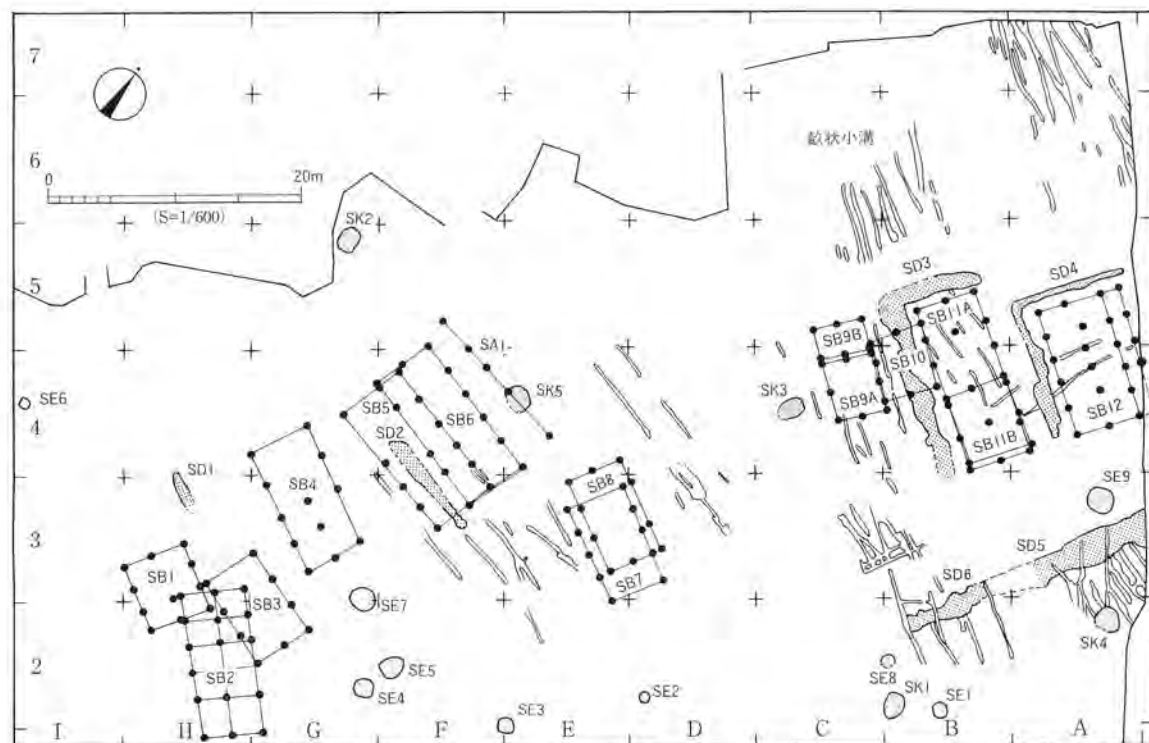 7
6
畝状小溝
0
20m
(S=1/600)
SK2
5
SD3
SD4
SB9B
SB11A
SA1
SB10
SE6
SB5
SB6
SK5
SK3
SB9A
SB12
4
SD2
SB11B
SD1
SB4
SB8
SE9
3
SD5
SB1
SB7
SD6
SB3
SE7
SK4
2
SB2
SE5
SE4
SE2
SE8
SK1
SE1
SE3
I
H
G
F
E
D
C
B
A